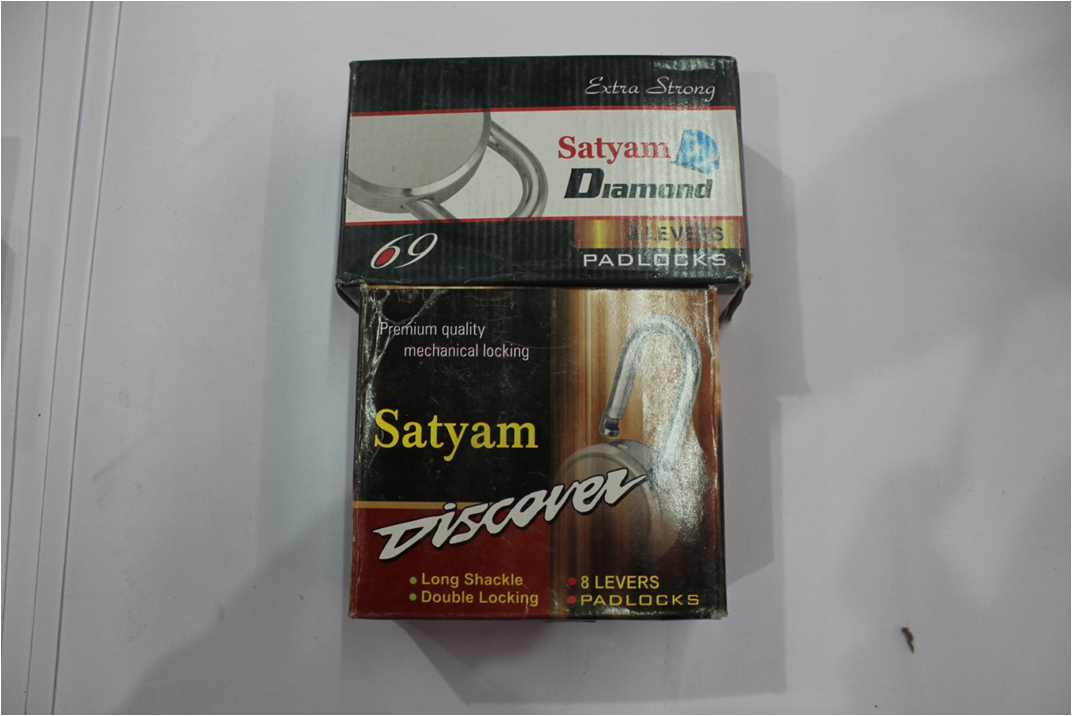 Extra Strong
Satyam
Diamond
8 LEVERS
69
PADLOCKS
Premium quality
mechanical locking
Satyam
Discover
Long Shackle
Double Locking
8 LEVERS
PADLOCKS